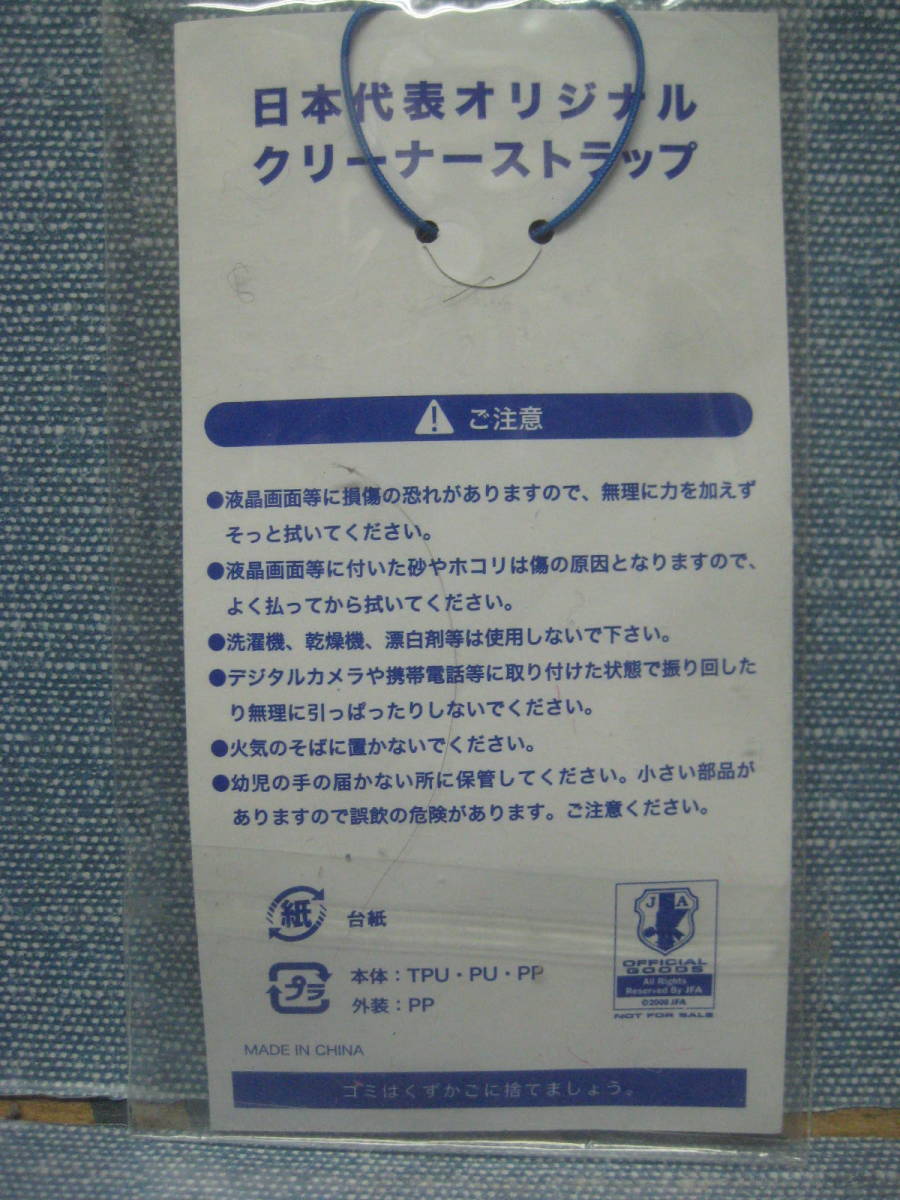 日本代表オリジナル
クリーナーストラップ
ご注意
●液晶画面等に損傷の恐れがありますので、無理に力を加えず
そっと拭いてください。
●液晶画面等に付いた砂やホコリは傷の原因となりますので、
よく払ってから拭いてください。
●洗濯機、乾燥機、漂白剤等は使用しないで下さい。
●デジタルカメラや携帯電話等に取り付けた状態で振り回した
り無理に引っぱったりしないでください。
●火気のそばに置かないでください。
●幼児の手の届かない所に保管してください。小さい部品が
ありますので誤飲の危険があります。ご注意ください。
紙 台紙
プラ 本体：TPU・PU・PP
外装：PP
JFA
OFFICIAL
GOODS
All Rights
Reserved By JFA
©2008 JFA
NOT FOR SALE
MADE IN CHINA
ゴミはくずかごに捨てましょう。